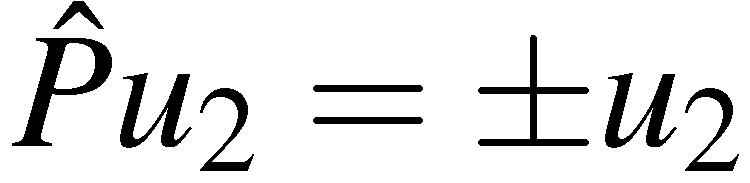 P̂u₂ = ±u₂